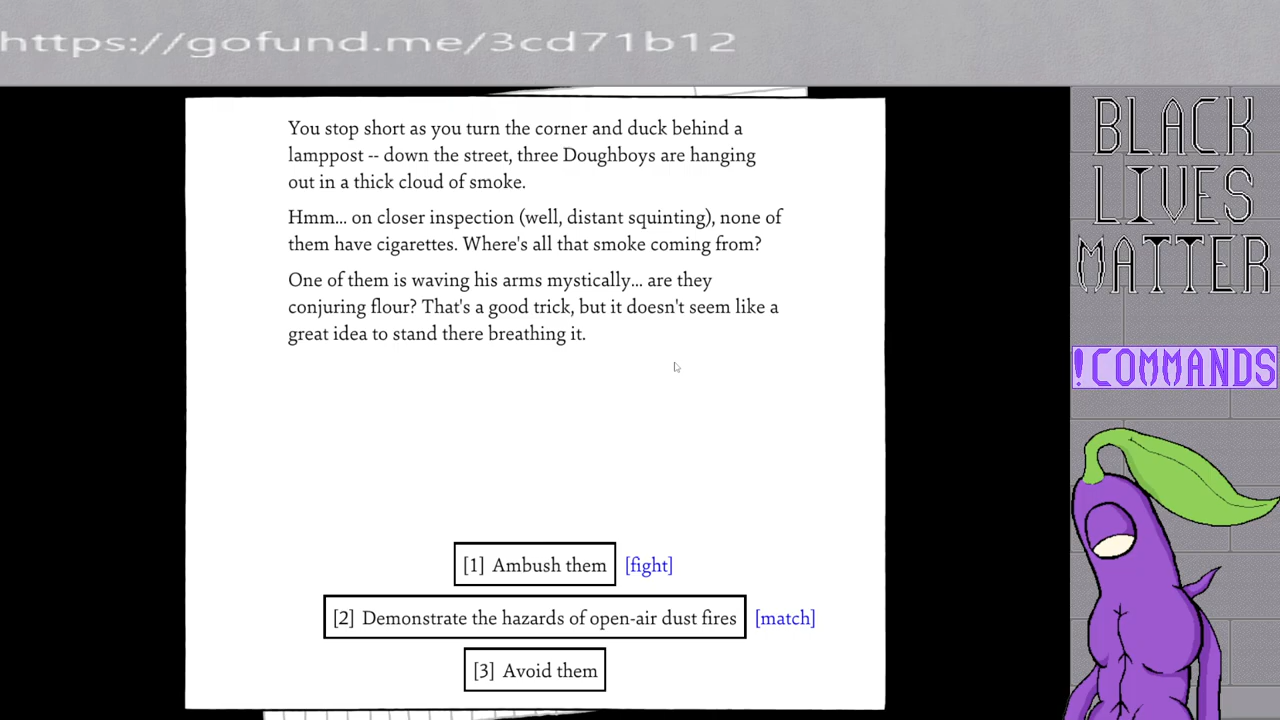 https://gofund.me/3cd71b12
You stop short as you turn the corner and duck behind a
lamppost -- down the street, three Doughboys are hanging
out in a thick cloud of smoke.
Hmm... on closer inspection (well, distant squinting), none of
them have cigarettes. Where's all that smoke coming from?
One of them is waving his arms mystically... are they
conjuring flour? That's a good trick, but it doesn't seem like a
great idea to stand there breathing it.
[1] Ambush them [fight]
[2] Demonstrate the hazards of open-air dust fires [match]
[3] Avoid them
BLACK
LIVES
MATTER
!COMMANDS